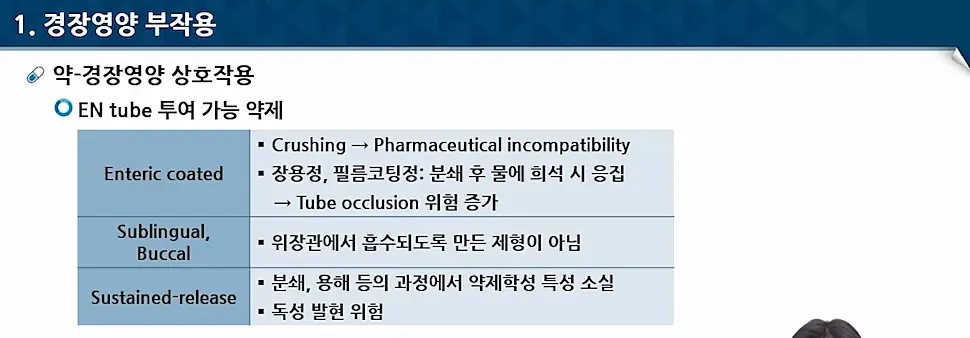 1. 경장영양 부작용
약-경장영양 상호작용
EN tube 투여 가능 약제
Enteric coated
▪ Crushing → Pharmaceutical incompatibility
▪ 장용정, 필름코팅정: 분쇄 후 물에 희석 시 응집
→ Tube occlusion 위험 증가
Sublingual,
Buccal
▪ 위장관에서 흡수되도록 만든 제형이 아님
Sustained-release
▪ 분쇄, 용해 등의 과정에서 약제학성 특성 소실
▪ 독성 발현 위험